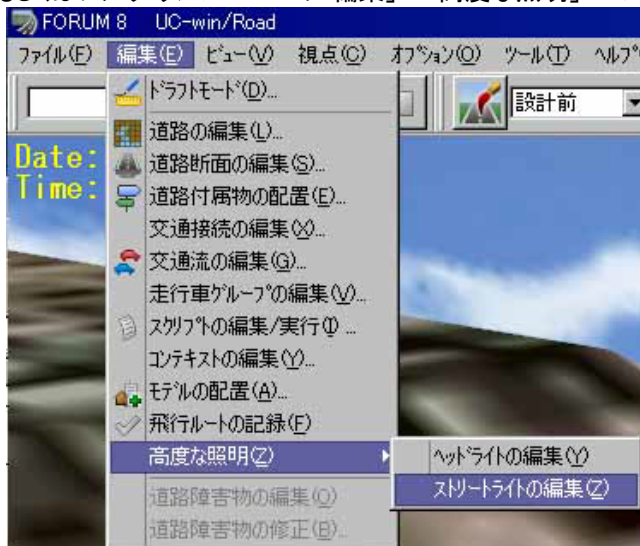 FORUM 8 UC-win/Road
ファイル(F) 編集(E) ビュー(V) 視点(C) オプション(O) ツール(T) ヘルプ
設計前
Date:
Time:
ドラフトモード(D)...
道路の編集(L)...
道路断面の編集(S)...
道路付属物の配置(E)...
交通接続の編集(X)...
交通流の編集(G)...
走行車グループの編集(V)...
スクリプトの編集/実行(I) ...
コンテキストの編集(Y)...
モデルの配置(A)...
飛行ルートの記録(F)
高度な照明(Z)
ヘッドライトの編集(Y)
ストリートライトの編集(Z)
道路障害物の編集(O)
道路障害物の修正(B)...